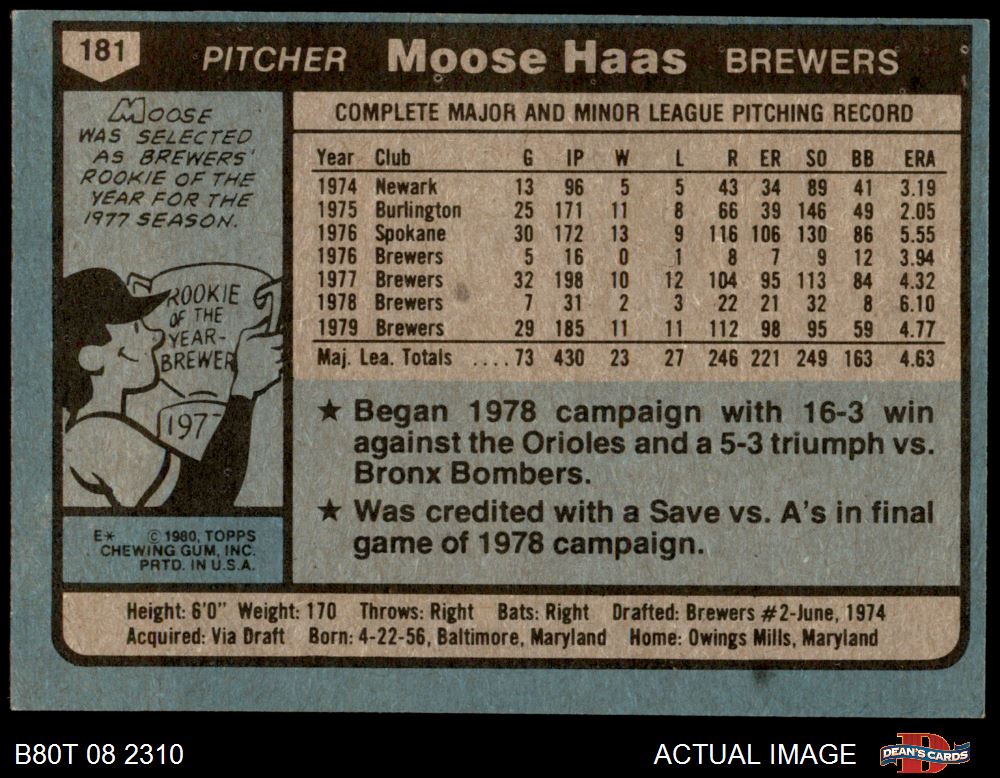 181 PITCHER Moose Haas BREWERS
MOOSE
WAS SELECTED
AS BREWERS'
ROOKIE OF THE
YEAR FOR THE
1977 SEASON.
ROOKIE
OF THE
YEAR-
BREWER
1977
E* © 1980, TOPPS
CHEWING GUM, INC.
PRTD. IN U.S.A.
COMPLETE MAJOR AND MINOR LEAGUE PITCHING RECORD
Year Club G IP W L R ER SO BB ERA
1974 Newark 13 96 5 5 43 34 89 41 3.19
1975 Burlington 25 171 11 8 66 39 146 49 2.05
1976 Spokane 30 172 13 9 116 106 130 86 5.55
1976 Brewers 5 16 0 1 8 7 9 12 3.94
1977 Brewers 32 198 10 12 104 95 113 84 4.32
1978 Brewers 7 31 2 3 22 21 32 8 6.10
1979 Brewers 29 185 11 11 112 98 95 59 4.77
Maj. Lea. Totals ....73 430 23 27 246 221 249 163 4.63
★ Began 1978 campaign with 16-3 win
against the Orioles and a 5-3 triumph vs.
Bronx Bombers.
★ Was credited with a Save vs. A's in final
game of 1978 campaign.
Height: 6'0" Weight: 170 Throws: Right Bats: Right Drafted: Brewers #2-June, 1974
Acquired: Via Draft Born: 4-22-56, Baltimore, Maryland Home: Owings Mills, Maryland
B80T 08 2310 ACTUAL IMAGE DEAN'S CARDS